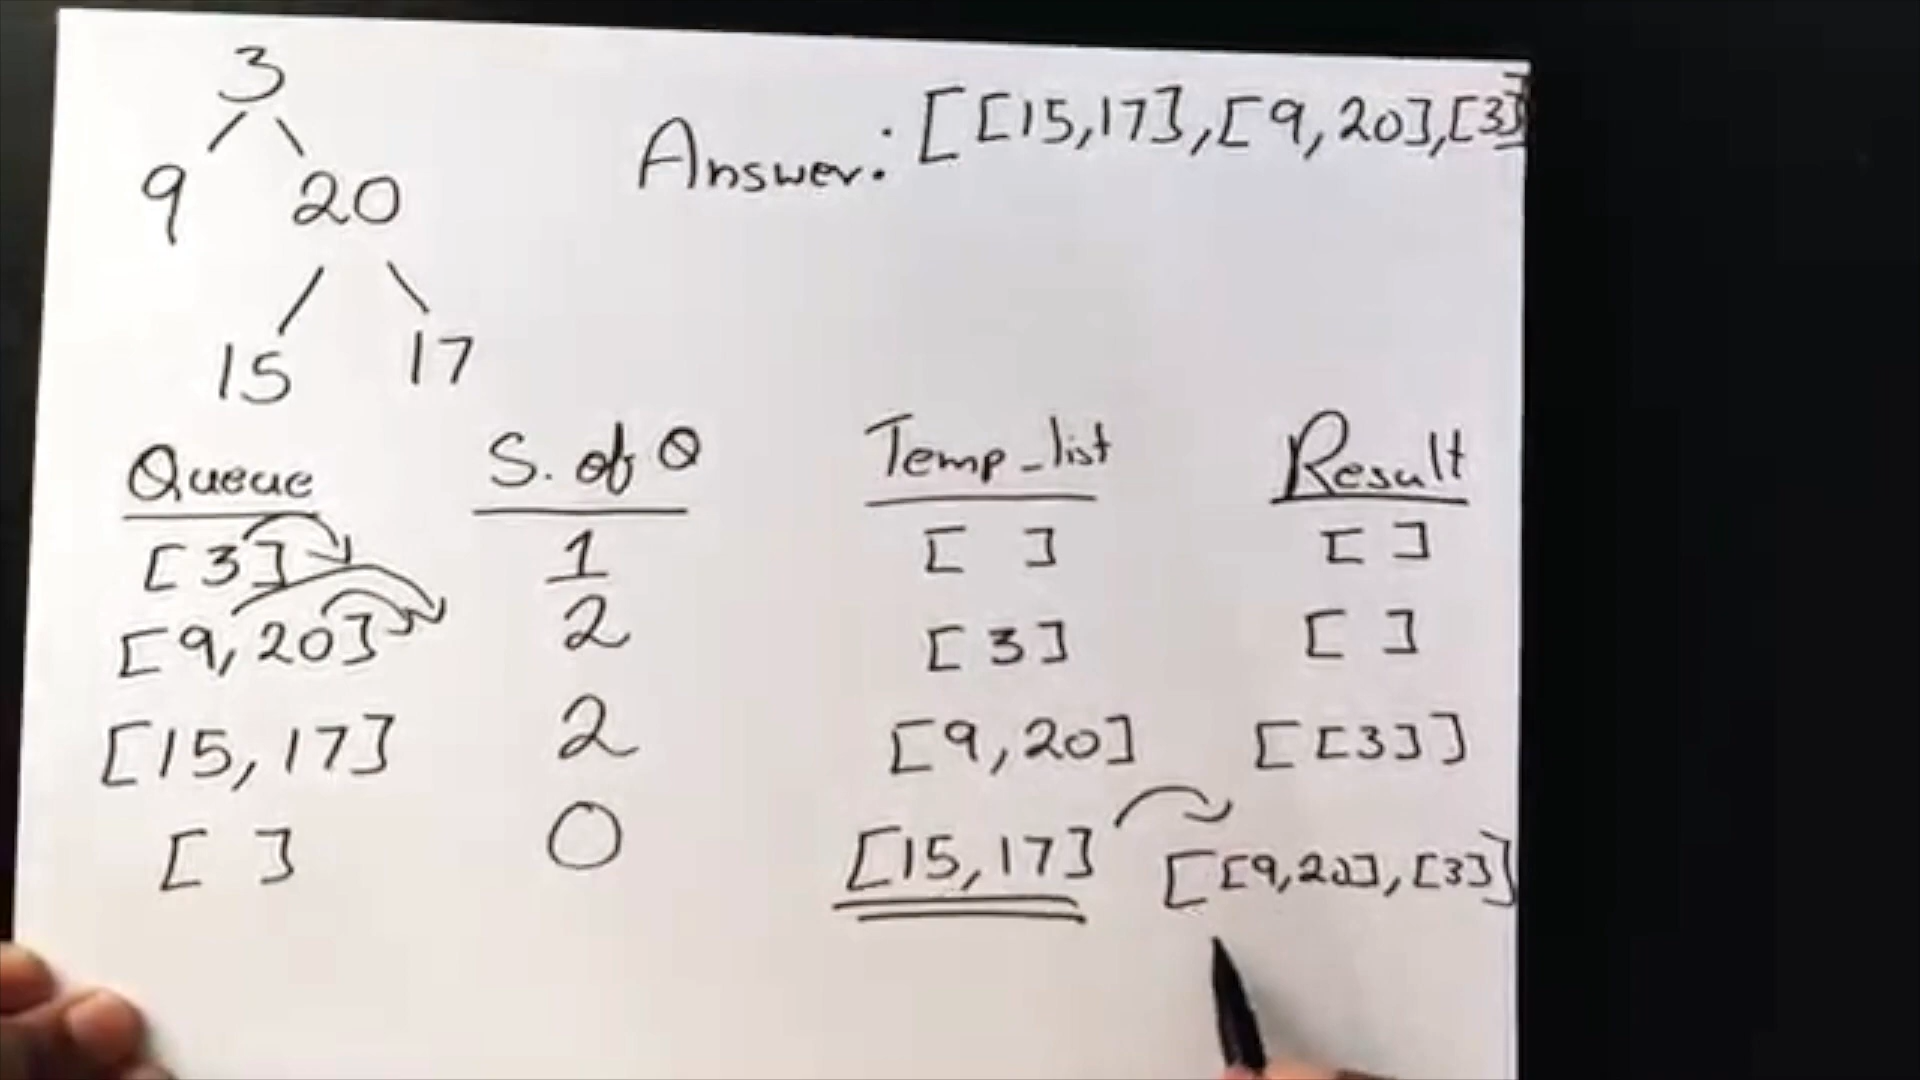 3
9 20
15 17
Answer: [[15,17],[9,20],[3]
Queue S. of Q Temp_list Result
[3] 1 [ ] [ ]
[9,20] 2 [3] [ ]
[15,17] 2 [9,20] [[3]]
[ ] 0 [15,17] [[9,20],[3]]